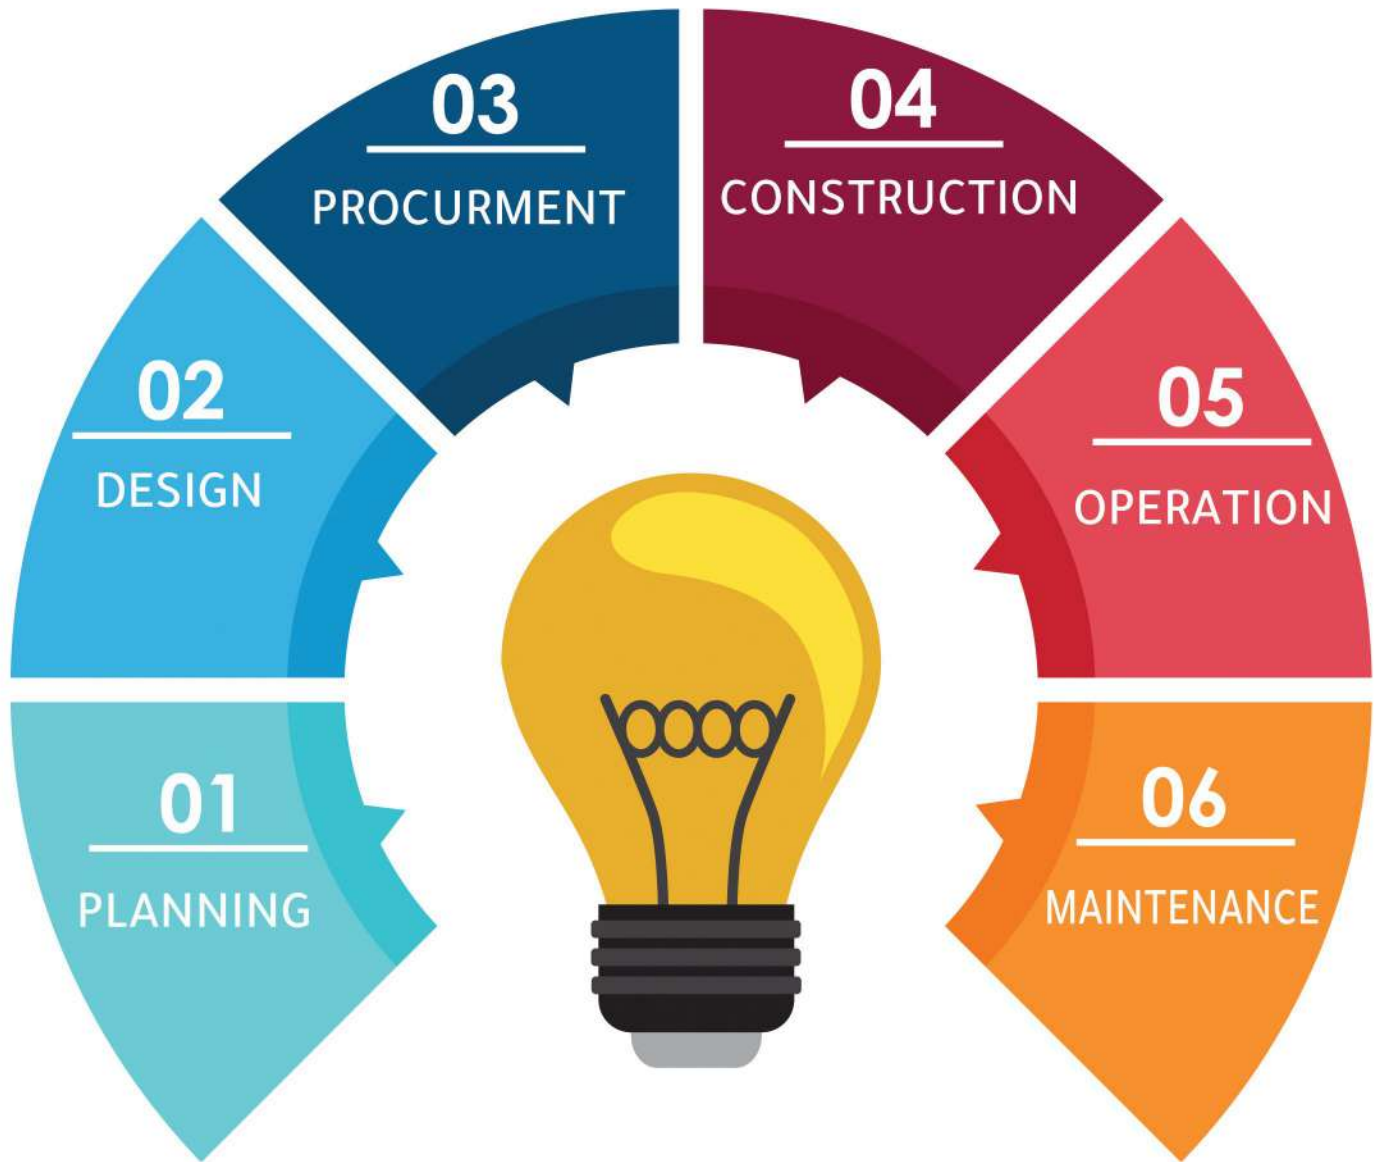 01
PLANNING
02
DESIGN
03
PROCURMENT
04
CONSTRUCTION
05
OPERATION
06
MAINTENANCE